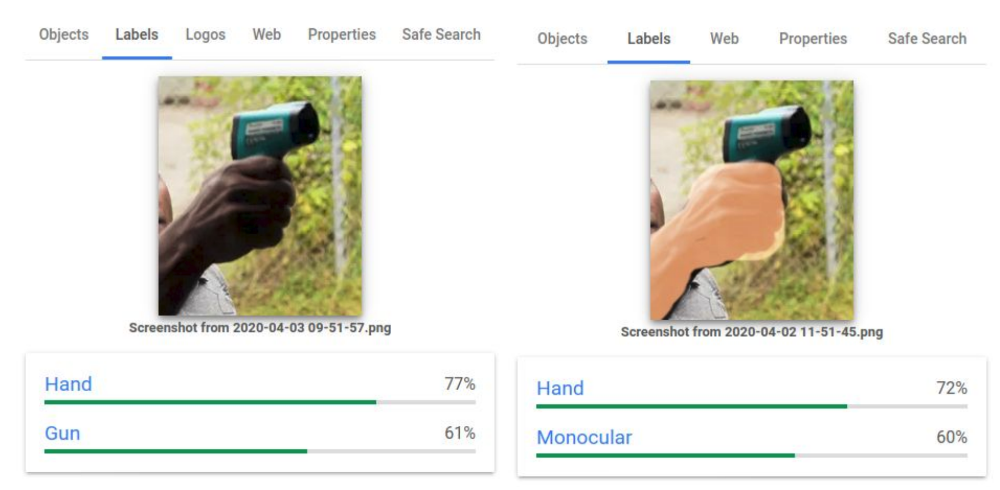 Objects Labels Logos Web Properties Safe Search
Screenshot from 2020-04-03 09-51-57.png
Hand 77%
Gun 61%
Objects Labels Web Properties Safe Search
Screenshot from 2020-04-02 11-51-45.png
Hand 72%
Monocular 60%